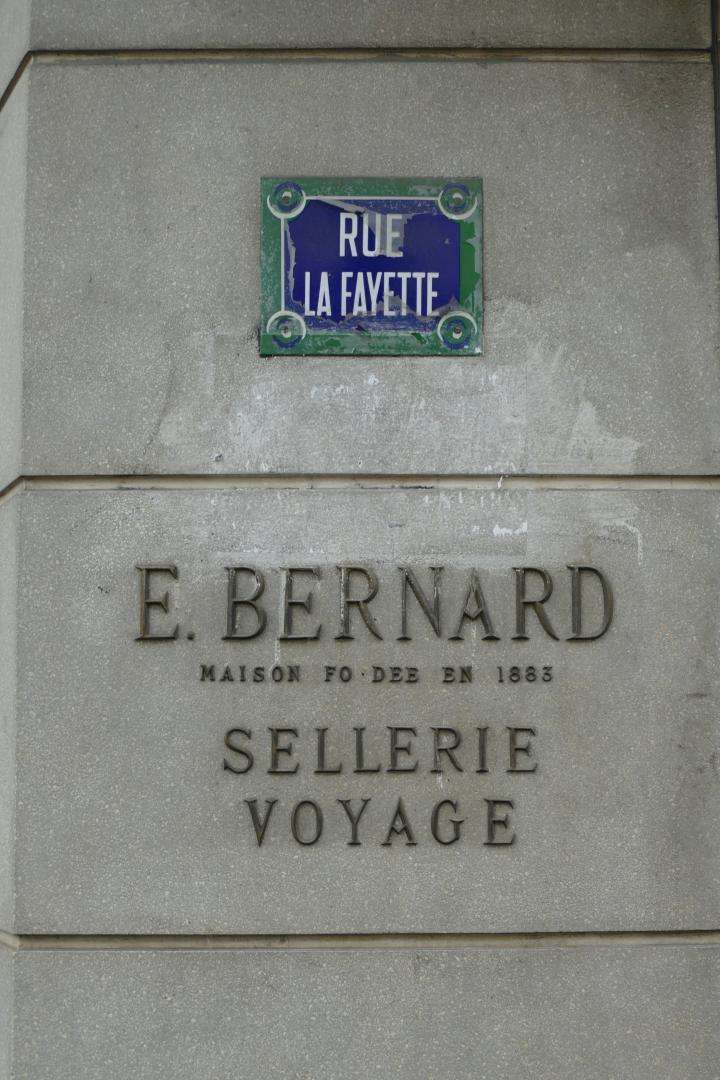 RUE
LA FAYETTE
E. BERNARD
MAISON FO·DEE EN 1883
SELLERIE
VOYAGE